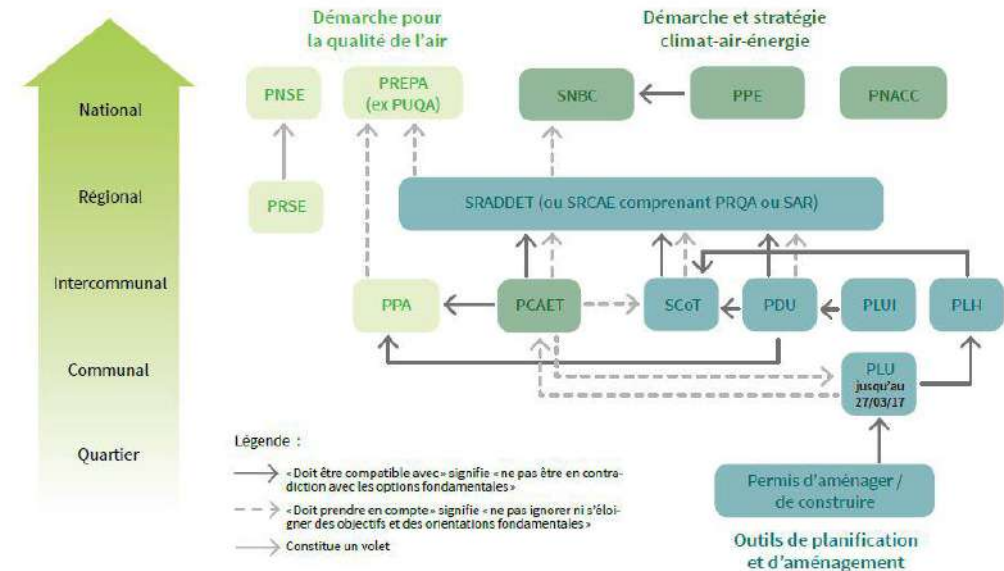 Démarche pour
la qualité de l'air
Démarche et stratégie
climat-air-énergie
National
PNSE
PREPA
(ex PUQA)
SNBC
PPE
PNACC
Régional
PRSE
SRADDET (ou SRCAE comprenant PRQA ou SAR)
Intercommunal
PPA
PCAET
SCoT
PDU
PLUI
PLH
Communal
PLU
jusqu'au
27/03/17
Quartier
Permis d'aménager /
de construire
Outils de planification
et d'aménagement
Légende :
« Doit être compatible avec » signifie « ne pas être en contra-
diction avec les options fondamentales »
« Doit prendre en compte » signifie « ne pas ignorer ni s'éloi-
gner des objectifs et des orientations fondamentales »
Constitue un volet